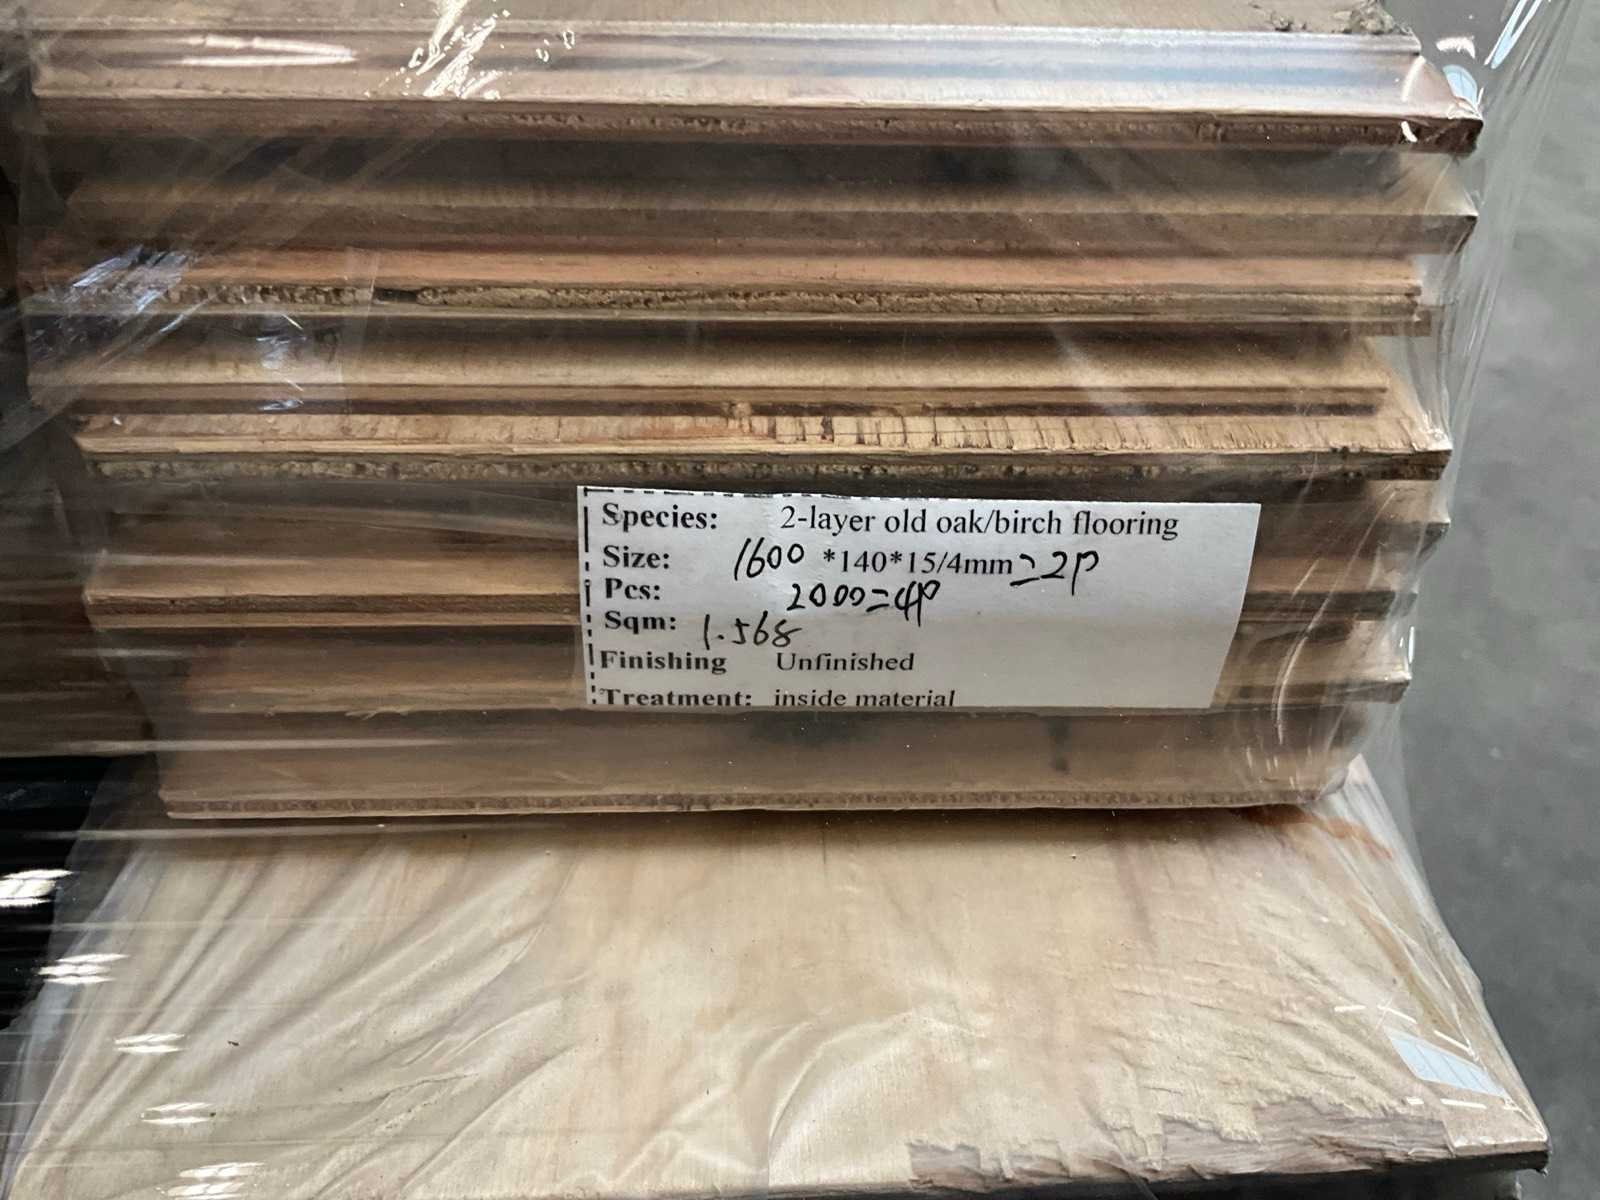 Species: 2-layer old oak/birch flooring
Size: 1600 *140*15/4mm=2P
Pcs: 2000=4P
Sqm: 1.568
Finishing Unfinished
Treatment: inside material